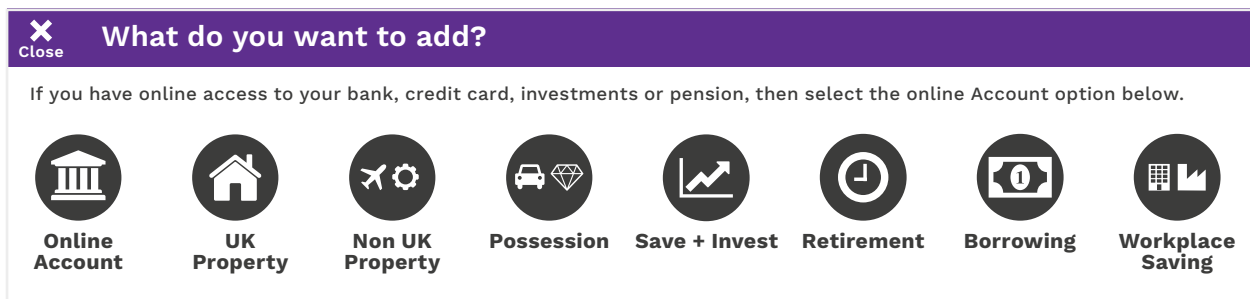 Close
What do you want to add?
If you have online access to your bank, credit card, investments or pension, then select the online Account option below.
1
Online
Account
UK
Property
Non UK
Property
Possession
Save + Invest
Retirement
Borrowing
Workplace
Saving